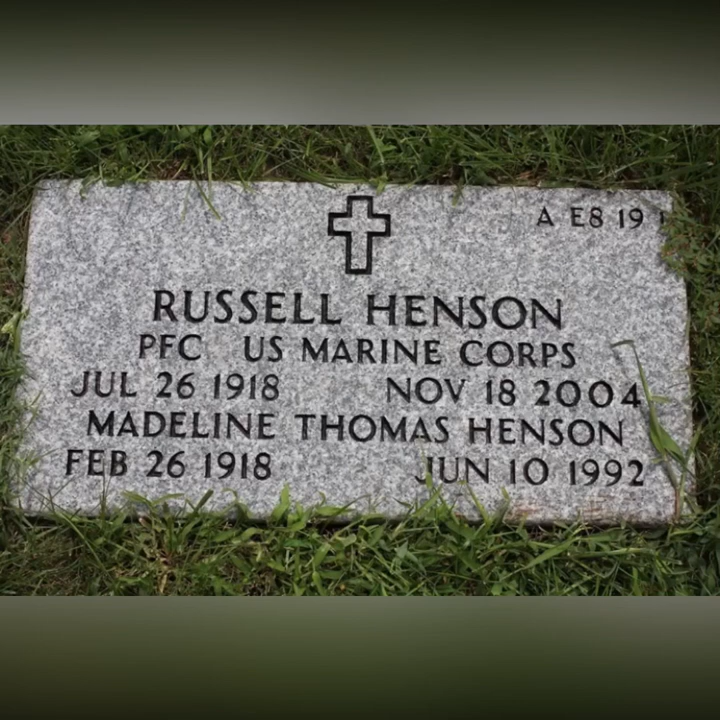 A E8 19 1
RUSSELL HENSON
PFC US MARINE CORPS
JUL 26 1918 NOV 18 2004
MADELINE THOMAS HENSON
FEB 26 1918 JUN 10 1992